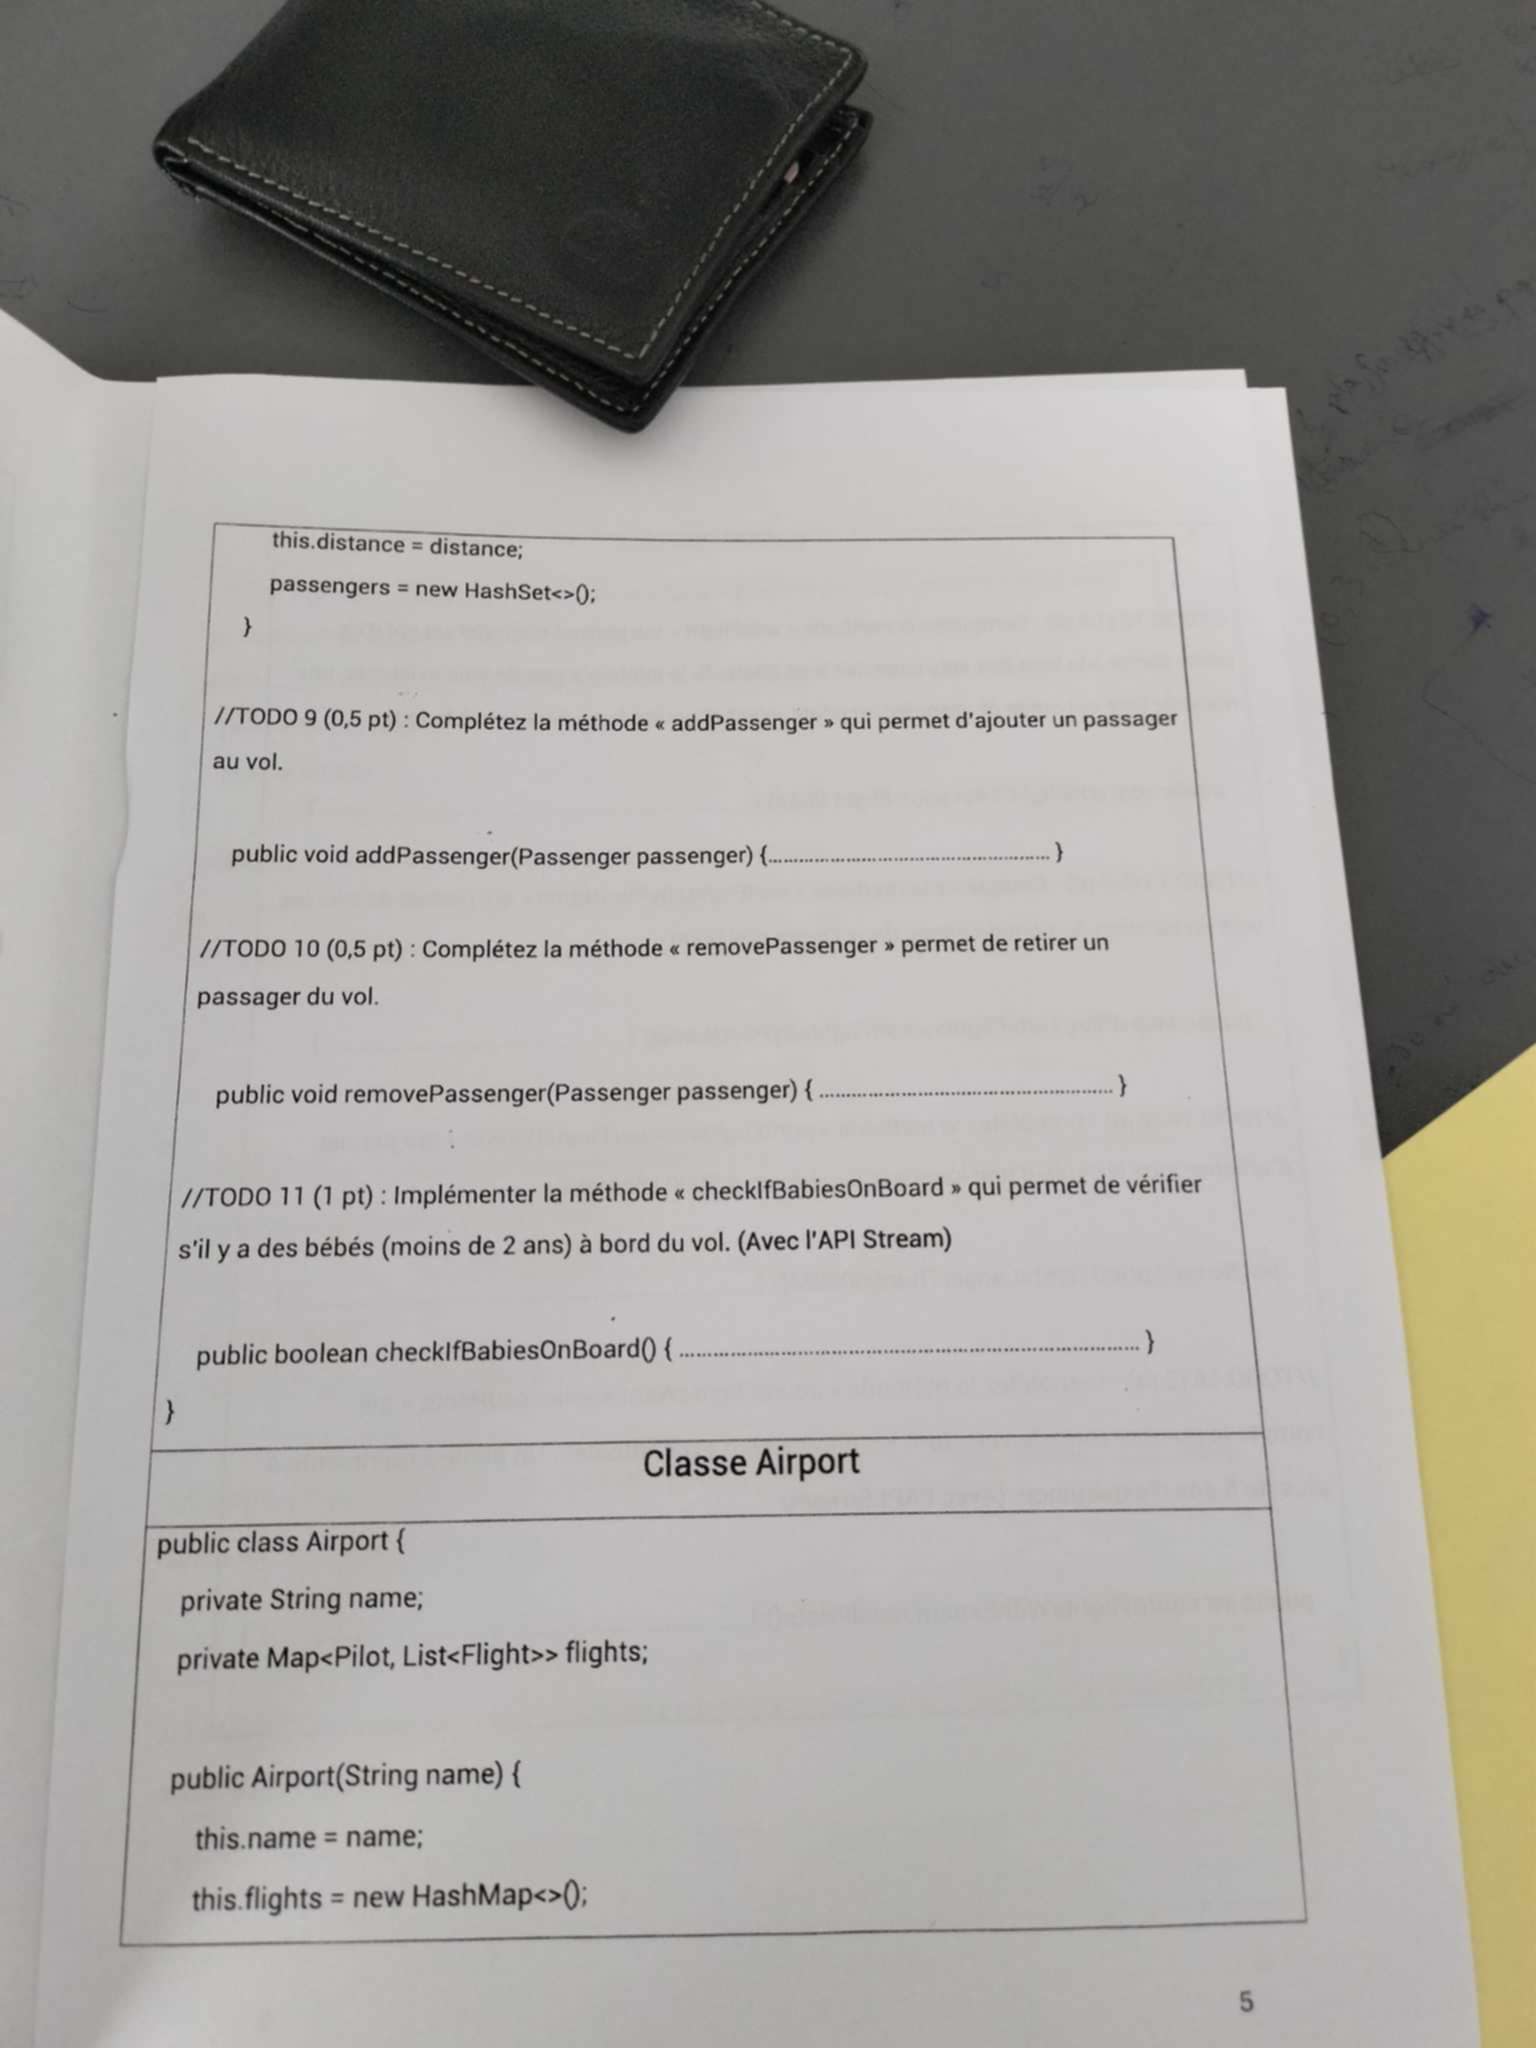 this.distance = distance;
passengers = new HashSet<>();
}
//TODO 9 (0,5 pt) : Complétez la méthode « addPassenger » qui permet d'ajouter un passager
au vol.
public void addPassenger(Passenger passenger) {.................................................. }
//TODO 10 (0,5 pt) : Complétez la méthode « removePassenger » permet de retirer un
passager du vol.
public void removePassenger(Passenger passenger) { .................................................. }
//TODO 11 (1 pt) : Implémenter la méthode « checkIfBabiesOnBoard » qui permet de vérifier
s'il y a des bébés (moins de 2 ans) à bord du vol. (Avec l'API Stream)
public boolean checkIfBabiesOnBoard() { ........................................................................ }
}
Classe Airport
public class Airport {
private String name;
private Map<Pilot, List<Flight>> flights;
public Airport(String name) {
this.name = name;
this.flights = new HashMap<>();
5